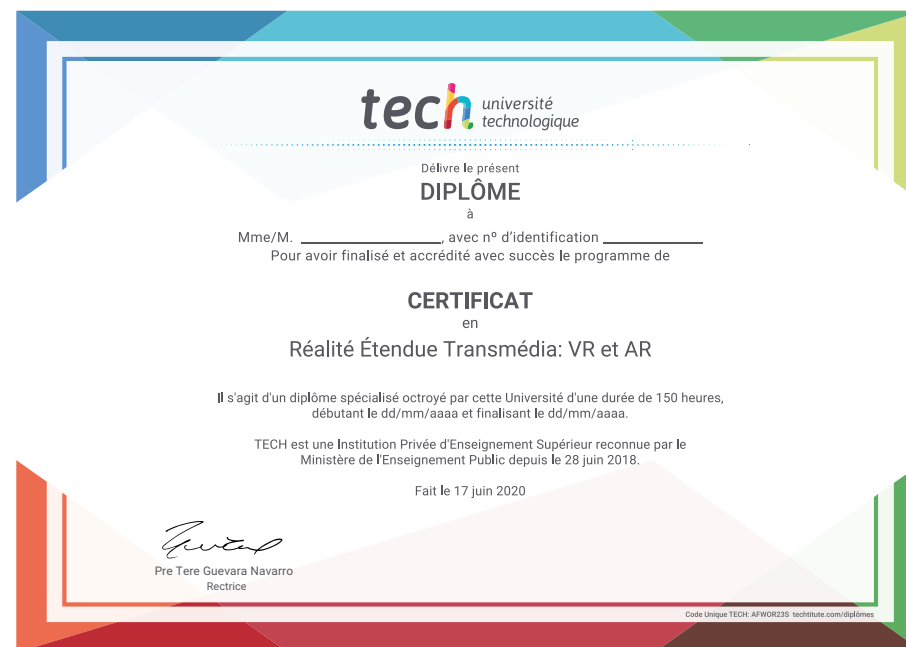 tech université
technologique
Délivre le présent
DIPLÔME
à
Mme/M. ____________________, avec nº d'identification ______________
Pour avoir finalisé et accrédité avec succès le programme de
CERTIFICAT
en
Réalité Étendue Transmédia: VR et AR
Il s'agit d'un diplôme spécialisé octroyé par cette Université d'une durée de 150 heures,
débutant le dd/mm/aaaa et finalisant le dd/mm/aaaa.
TECH est une Institution Privée d'Enseignement Supérieur reconnue par le
Ministère de l'Enseignement Public depuis le 28 juin 2018.
Fait le 17 juin 2020
Pre Tere Guevara Navarro
Rectrice
Code Unique TECH: AFWOR23S techtitute.com/diplômes